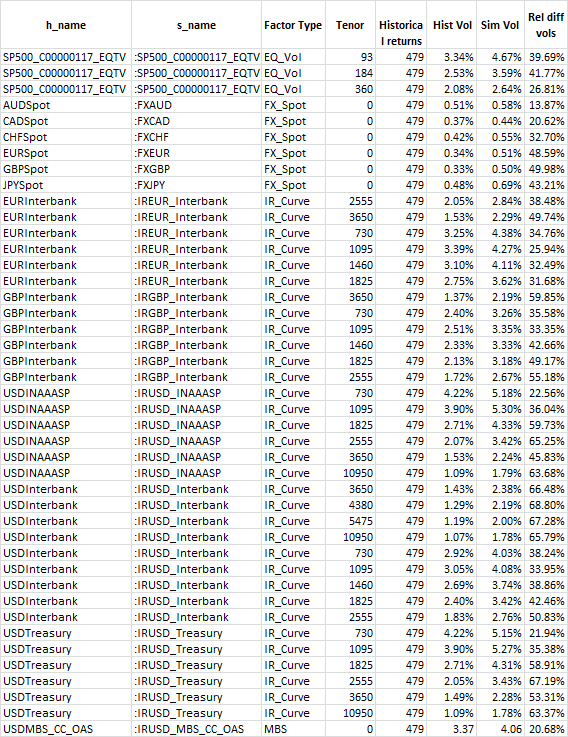 h_name s_name Factor Type Tenor Historica Hist Vol Sim Vol Rel diff
l returns vols
SP500_C00000117_EQTV :SP500_C00000117_EQTV EQ_Vol 93 479 3.34% 4.67% 39.69%
SP500_C00000117_EQTV :SP500_C00000117_EQTV EQ_Vol 184 479 2.53% 3.59% 41.77%
SP500_C00000117_EQTV :SP500_C00000117_EQTV EQ_Vol 360 479 2.08% 2.64% 26.81%
AUDSpot :FXAUD FX_Spot 0 479 0.51% 0.58% 13.87%
CADSpot :FXCAD FX_Spot 0 479 0.37% 0.44% 20.62%
CHFSpot :FXCHF FX_Spot 0 479 0.42% 0.55% 32.70%
EURSpot :FXEUR FX_Spot 0 479 0.34% 0.51% 48.59%
GBPSpot :FXGBP FX_Spot 0 479 0.33% 0.50% 49.98%
JPYSpot :FXJPY FX_Spot 0 479 0.48% 0.69% 43.21%
EURInterbank :IREUR_Interbank IR_Curve 2555 479 2.05% 2.84% 38.48%
EURInterbank :IREUR_Interbank IR_Curve 3650 479 1.53% 2.29% 49.74%
EURInterbank :IREUR_Interbank IR_Curve 730 479 3.25% 4.38% 34.76%
EURInterbank :IREUR_Interbank IR_Curve 1095 479 3.39% 4.27% 25.94%
EURInterbank :IREUR_Interbank IR_Curve 1460 479 3.10% 4.11% 32.49%
EURInterbank :IREUR_Interbank IR_Curve 1825 479 2.75% 3.62% 31.68%
GBPInterbank :IRGBP_Interbank IR_Curve 3650 479 1.37% 2.19% 59.85%
GBPInterbank :IRGBP_Interbank IR_Curve 730 479 2.40% 3.26% 35.58%
GBPInterbank :IRGBP_Interbank IR_Curve 1095 479 2.51% 3.35% 33.35%
GBPInterbank :IRGBP_Interbank IR_Curve 1460 479 2.33% 3.33% 42.66%
GBPInterbank :IRGBP_Interbank IR_Curve 1825 479 2.13% 3.18% 49.17%
GBPInterbank :IRGBP_Interbank IR_Curve 2555 479 1.72% 2.67% 55.18%
USDINAAASP :IRUSD_INAAASP IR_Curve 730 479 4.22% 5.18% 22.56%
USDINAAASP :IRUSD_INAAASP IR_Curve 1095 479 3.90% 5.30% 36.04%
USDINAAASP :IRUSD_INAAASP IR_Curve 1825 479 2.71% 4.33% 59.73%
USDINAAASP :IRUSD_INAAASP IR_Curve 2555 479 2.07% 3.42% 65.25%
USDINAAASP :IRUSD_INAAASP IR_Curve 3650 479 1.53% 2.24% 45.83%
USDINAAASP :IRUSD_INAAASP IR_Curve 10950 479 1.09% 1.79% 63.68%
USDInterbank :IRUSD_Interbank IR_Curve 3650 479 1.43% 2.38% 66.48%
USDInterbank :IRUSD_Interbank IR_Curve 4380 479 1.29% 2.19% 68.80%
USDInterbank :IRUSD_Interbank IR_Curve 5475 479 1.19% 2.00% 67.28%
USDInterbank :IRUSD_Interbank IR_Curve 10950 479 1.07% 1.78% 65.79%
USDInterbank :IRUSD_Interbank IR_Curve 730 479 2.92% 4.03% 38.24%
USDInterbank :IRUSD_Interbank IR_Curve 1095 479 3.05% 4.08% 33.95%
USDInterbank :IRUSD_Interbank IR_Curve 1460 479 2.69% 3.74% 38.86%
USDInterbank :IRUSD_Interbank IR_Curve 1825 479 2.40% 3.42% 42.46%
USDInterbank :IRUSD_Interbank IR_Curve 2555 479 1.83% 2.76% 50.83%
USDTreasury :IRUSD_Treasury IR_Curve 730 479 4.22% 5.15% 21.94%
USDTreasury :IRUSD_Treasury IR_Curve 1095 479 3.90% 5.27% 35.38%
USDTreasury :IRUSD_Treasury IR_Curve 1825 479 2.71% 4.31% 58.91%
USDTreasury :IRUSD_Treasury IR_Curve 2555 479 2.05% 3.43% 67.19%
USDTreasury :IRUSD_Treasury IR_Curve 3650 479 1.49% 2.28% 53.31%
USDTreasury :IRUSD_Treasury IR_Curve 10950 479 1.09% 1.78% 63.37%
USDMBS_CC_OAS :IRUSD_MBS_CC_OAS MBS 0 479 3.37 4.06 20.68%